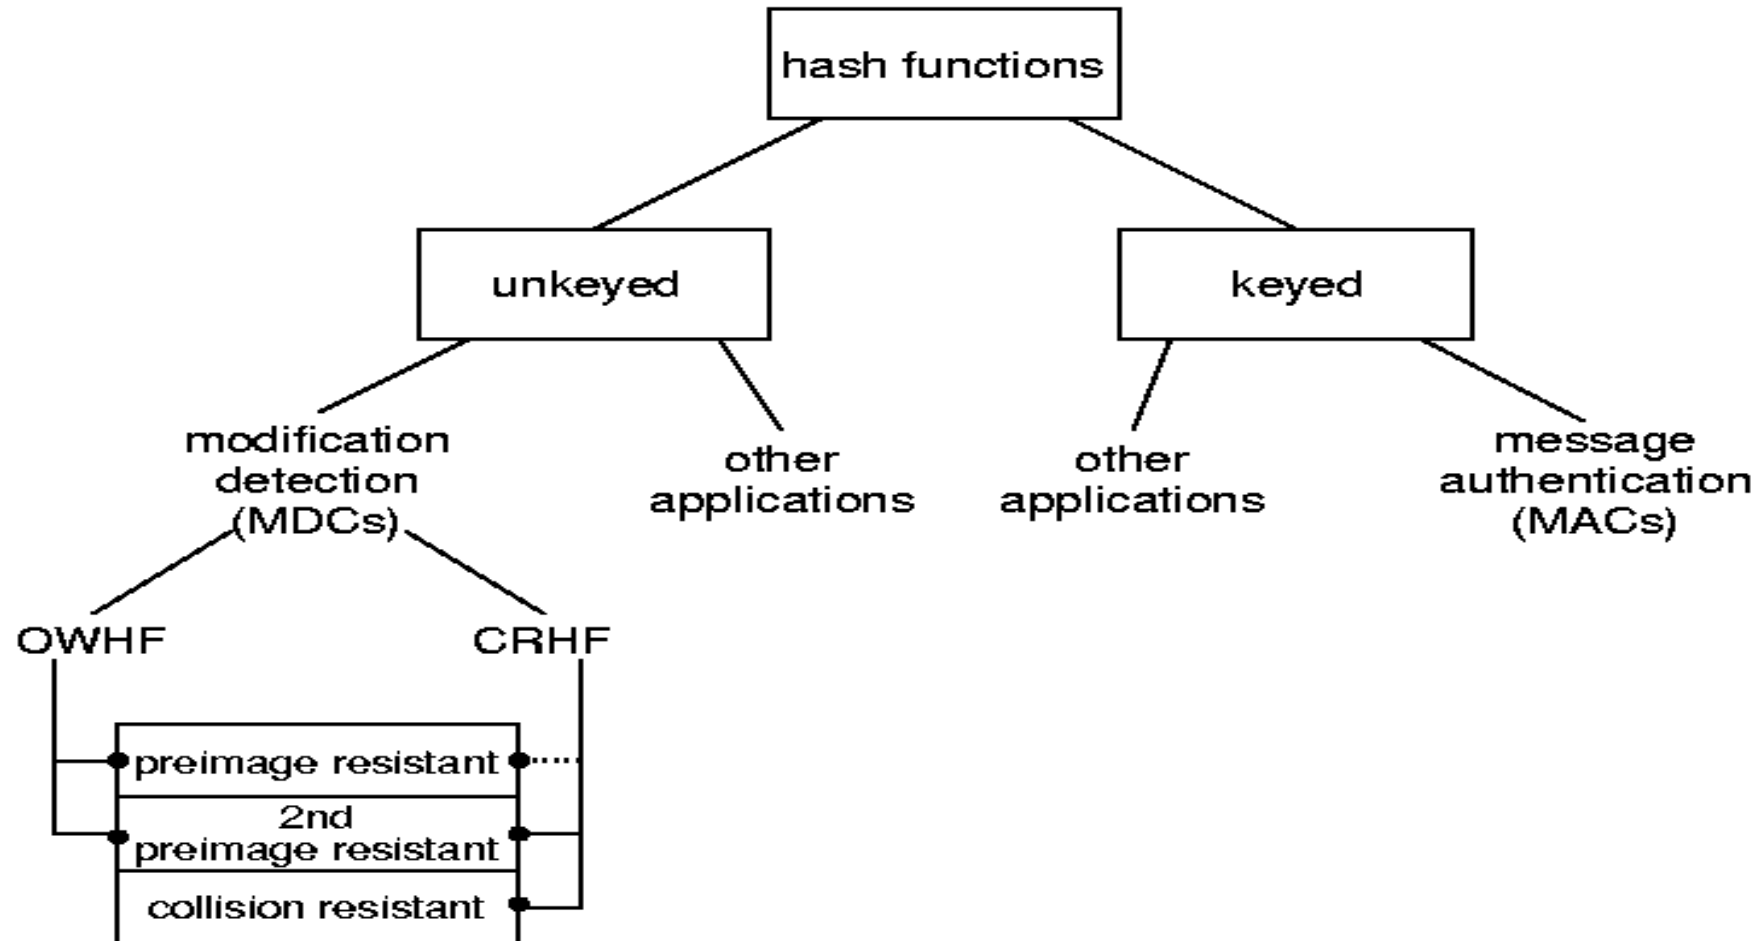 hash functions
unkeyed
keyed
modification
detection
(MDCs)
other
applications
other
applications
message
authentication
(MACs)
OWHF
CRHF
preimage resistant
2nd
preimage resistant
collision resistant